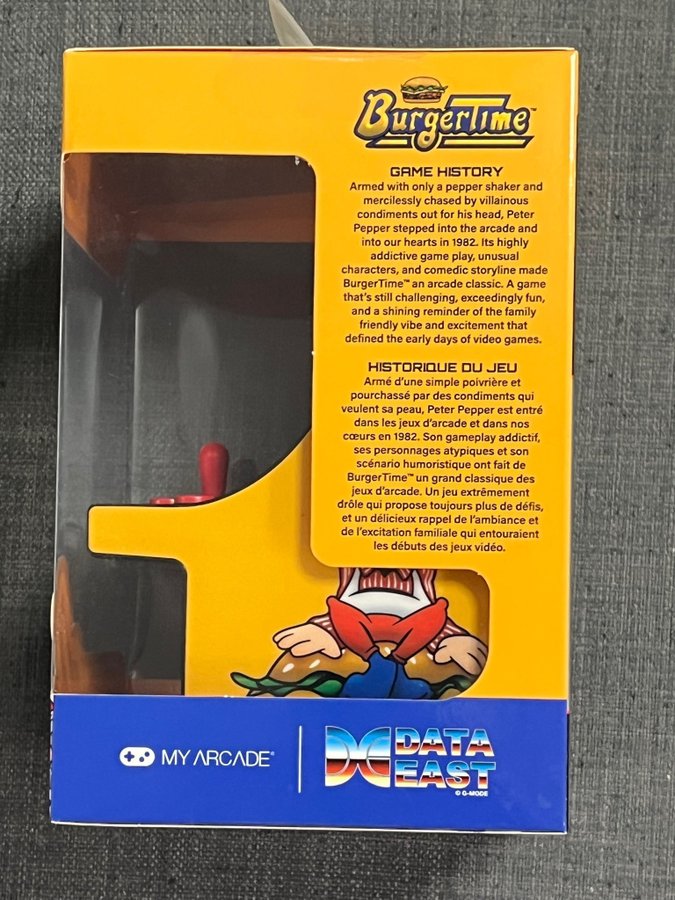 BurgerTime™
GAME HISTORY
Armed with only a pepper shaker and
mercilessly chased by villainous
condiments out for his head, Peter
Pepper stepped into the arcade and
into our hearts in 1982. Its highly
addictive game play, unusual
characters, and comedic storyline made
BurgerTime™ an arcade classic. A game
that's still challenging, exceedingly fun,
and a shining reminder of the family
friendly vibe and excitement that
defined the early days of video games.
HISTORIQUE DU JEU
Armé d'une simple poivrière et
pourchassé par des condiments qui
veulent sa peau, Peter Pepper est entré
dans les jeux d'arcade et dans nos
cœurs en 1982. Son gameplay addictif,
ses personnages atypiques et son
scénario humoristique ont fait de
BurgerTime™ un grand classique des
jeux d'arcade. Un jeu extrêmement
drôle qui propose toujours plus de défis,
et un délicieux rappel de l'ambiance et
de l'excitation familiale qui entouraient
les débuts des jeux vidéo.
MY ARCADE®
DATA
EAST
© G-MODE